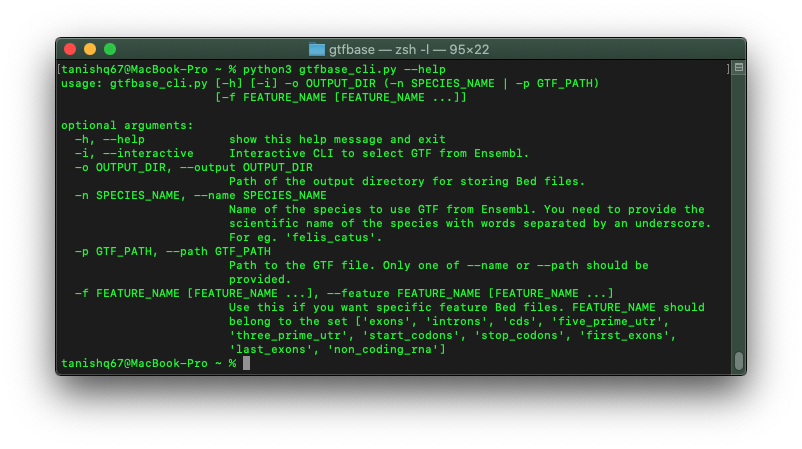 gtfbase — zsh -l — 95×22
[tanishq67@MacBook-Pro ~ % python3 gtfbase_cli.py --help ]
usage: gtfbase_cli.py [-h] [-i] -o OUTPUT_DIR (-n SPECIES_NAME | -p GTF_PATH)
                      [-f FEATURE_NAME [FEATURE_NAME ...]]

optional arguments:
  -h, --help            show this help message and exit
  -i, --interactive     Interactive CLI to select GTF from Ensembl.
  -o OUTPUT_DIR, --output OUTPUT_DIR
                        Path of the output directory for storing Bed files.
  -n SPECIES_NAME, --name SPECIES_NAME
                        Name of the species to use GTF from Ensembl. You need to provide the
                        scientific name of the species with words separated by an underscore.
                        For eg. 'felis_catus'.
  -p GTF_PATH, --path GTF_PATH
                        Path to the GTF file. Only one of --name or --path should be
                        provided.
  -f FEATURE_NAME [FEATURE_NAME ...], --feature FEATURE_NAME [FEATURE_NAME ...]
                        Use this if you want specific feature Bed files. FEATURE_NAME should
                        belong to the set ['exons', 'introns', 'cds', 'five_prime_utr',
                        'three_prime_utr', 'start_codons', 'stop_codons', 'first_exons',
                        'last_exons', 'non_coding_rna']
tanishq67@MacBook-Pro ~ %